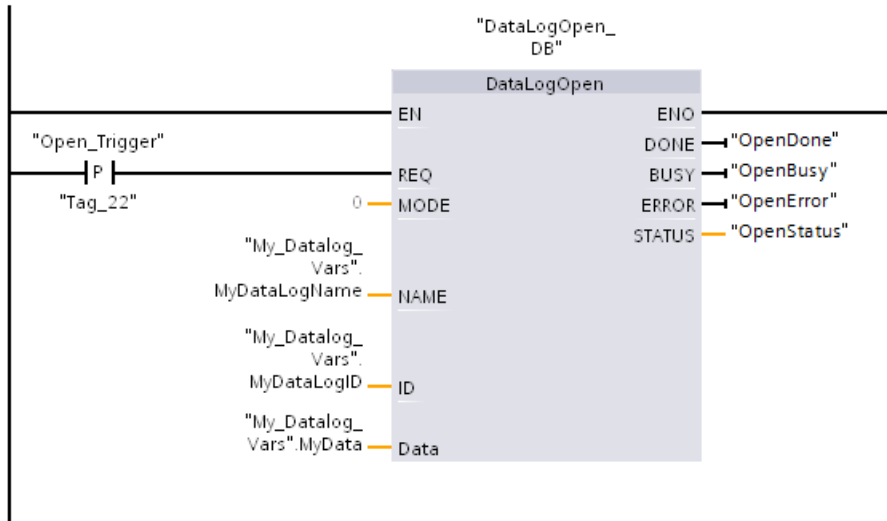 "DataLogOpen_
DB"
DataLogOpen
EN
ENO
"Open_Trigger"
DONE
"OpenDone"
P
REQ
BUSY
"OpenBusy"
"Tag_22"
0
MODE
ERROR
"OpenError"
STATUS
"OpenStatus"
"My_Datalog_
Vars".
MyDataLogName
NAME
"My_Datalog_
Vars".
MyDataLogID
ID
"My_Datalog_
Vars".MyData
Data